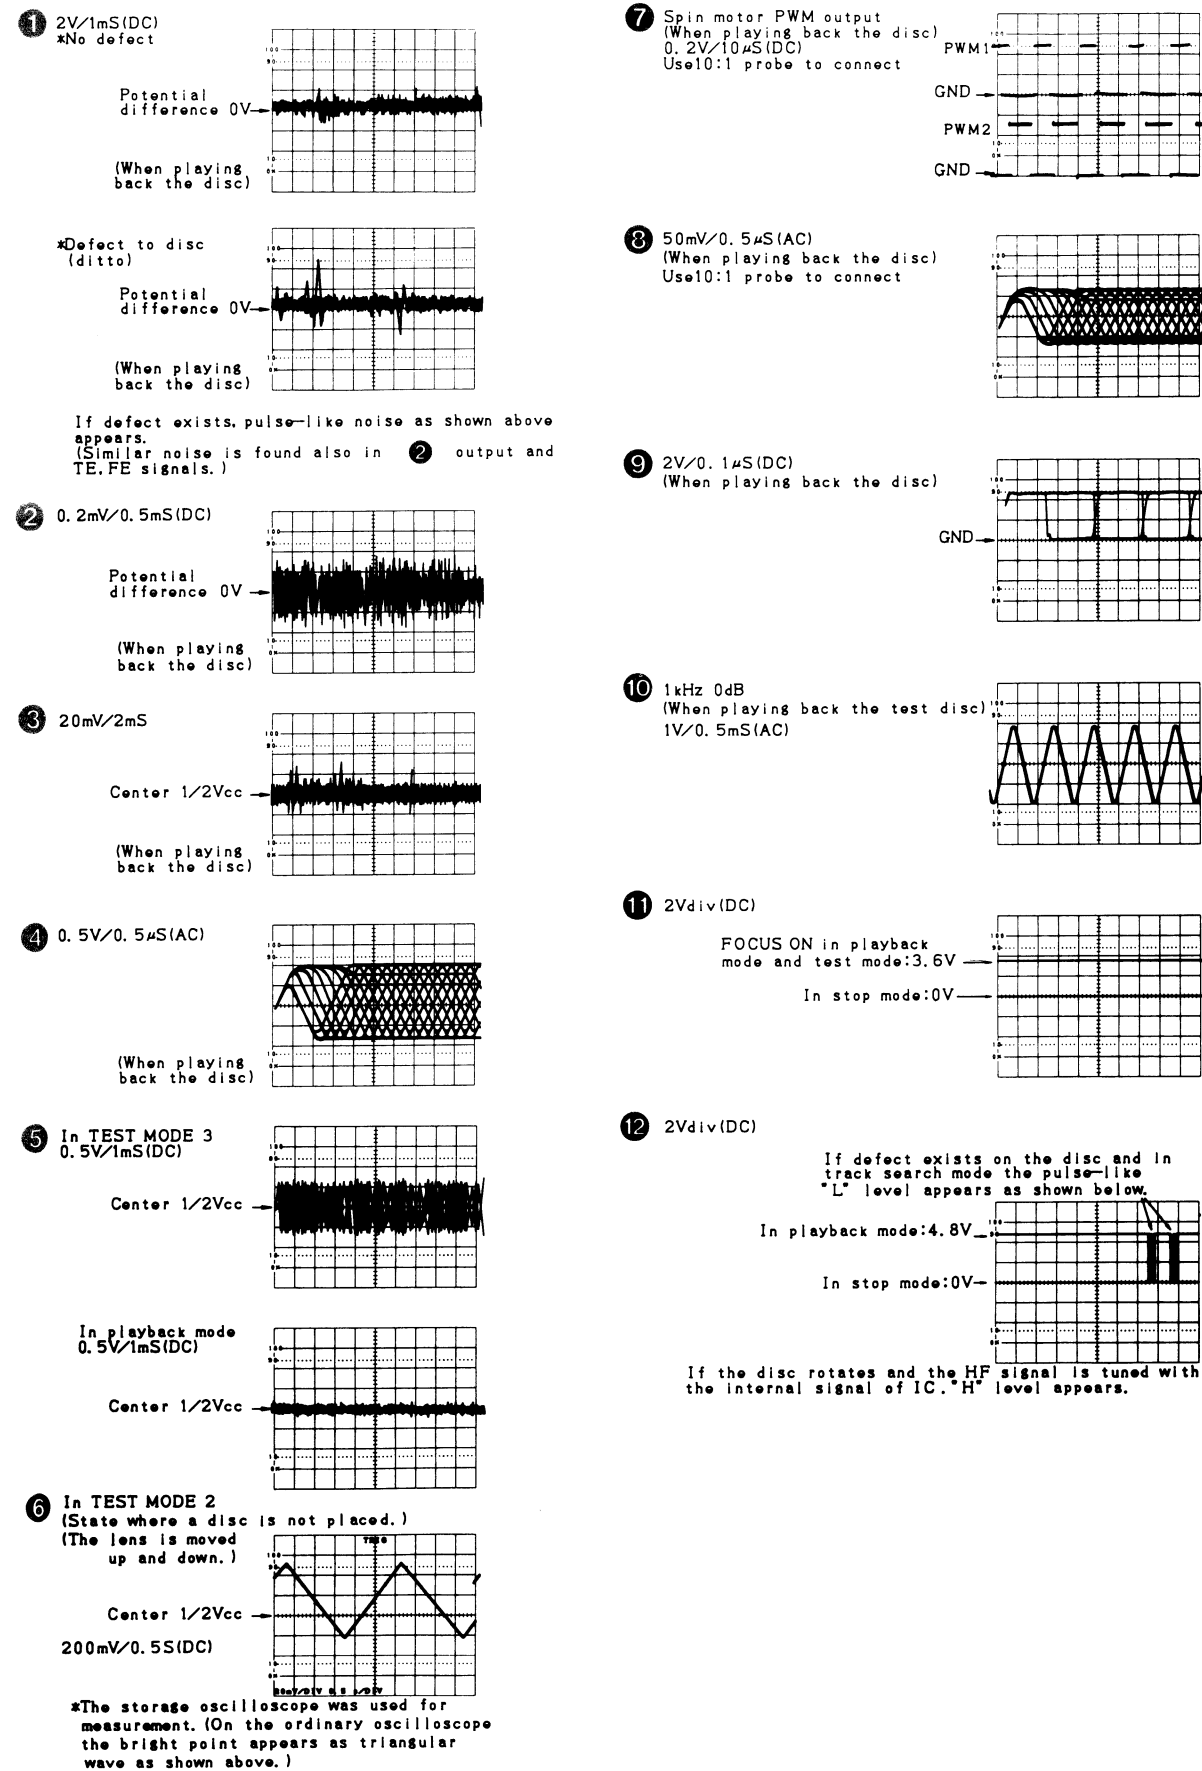 1 2V/1mS(DC)
*No defect
Potential
difference 0V
(When playing
back the disc)
*Defect to disc
(ditto)
Potential
difference 0V
(When playing
back the disc)
If defect exists, pulse-like noise as shown above
appears.
(Similar noise is found also in 2 output and
TE, FE signals.)
2 0.2mV/0.5mS(DC)
Potential
difference 0V
(When playing
back the disc)
3 20mV/2mS
Center 1/2Vcc
(When playing
back the disc)
4 0.5V/0.5μS(AC)
(When playing
back the disc)
5 In TEST MODE 3
0.5V/1mS(DC)
Center 1/2Vcc
In playback mode
0.5V/1mS(DC)
Center 1/2Vcc
6 In TEST MODE 2
(State where a disc is not placed.)
(The lens is moved
up and down.)
Center 1/2Vcc
200mV/0.5S(DC)
*The storage oscilloscope was used for
measurement. (On the ordinary oscilloscope
the bright point appears as triangular
wave as shown above.)
7 Spin motor PWM output
(When playing back the disc)
0.2V/10μS(DC)
Use10:1 probe to connect
PWM1
GND
PWM2
GND
8 50mV/0.5μS(AC)
(When playing back the disc)
Use10:1 probe to connect
9 2V/0.1μS(DC)
(When playing back the disc)
GND
10 1kHz 0dB
(When playing back the test disc)
1V/0.5mS(AC)
11 2Vdiv(DC)
FOCUS ON in playback
mode and test mode:3.6V
In stop mode:0V
12 2Vdiv(DC)
If defect exists on the disc and in
track search mode the pulse-like
"L" level appears as shown below.
In playback mode:4.8V
In stop mode:0V
If the disc rotates and the HF signal is tuned with
the internal signal of IC. "H" level appears.